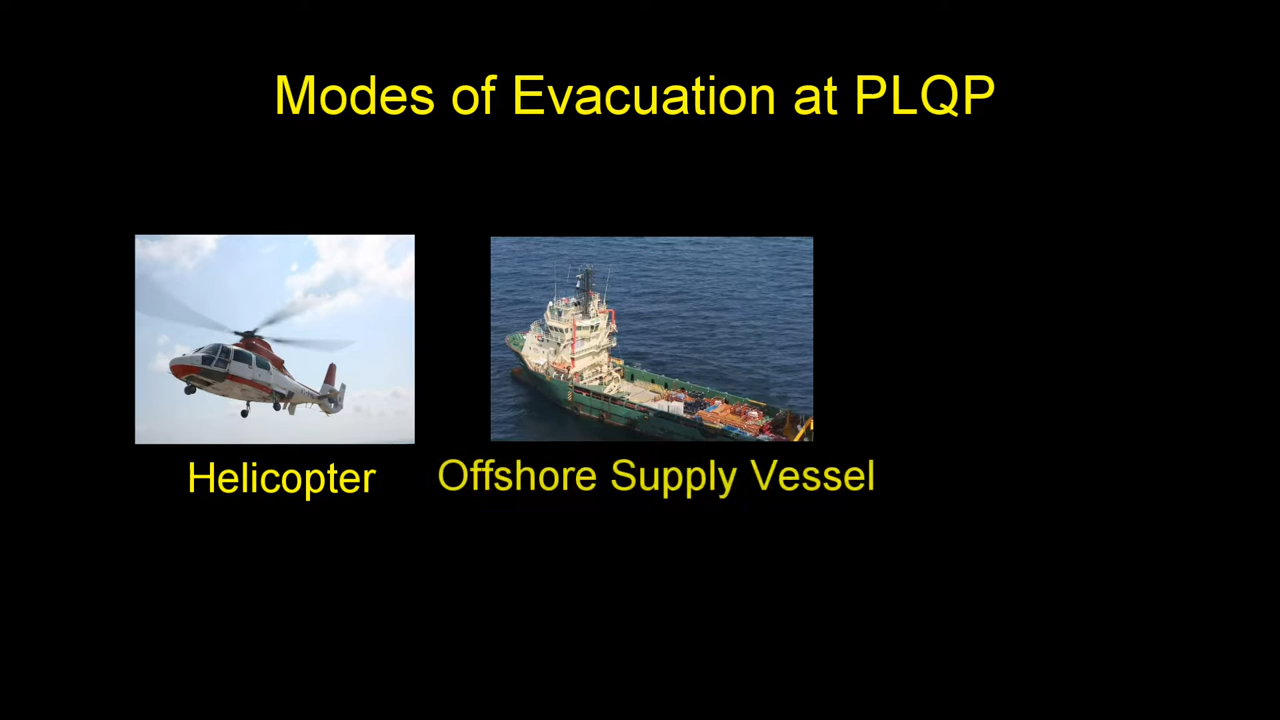 Modes of Evacuation at PLQP
Helicopter
Offshore Supply Vessel